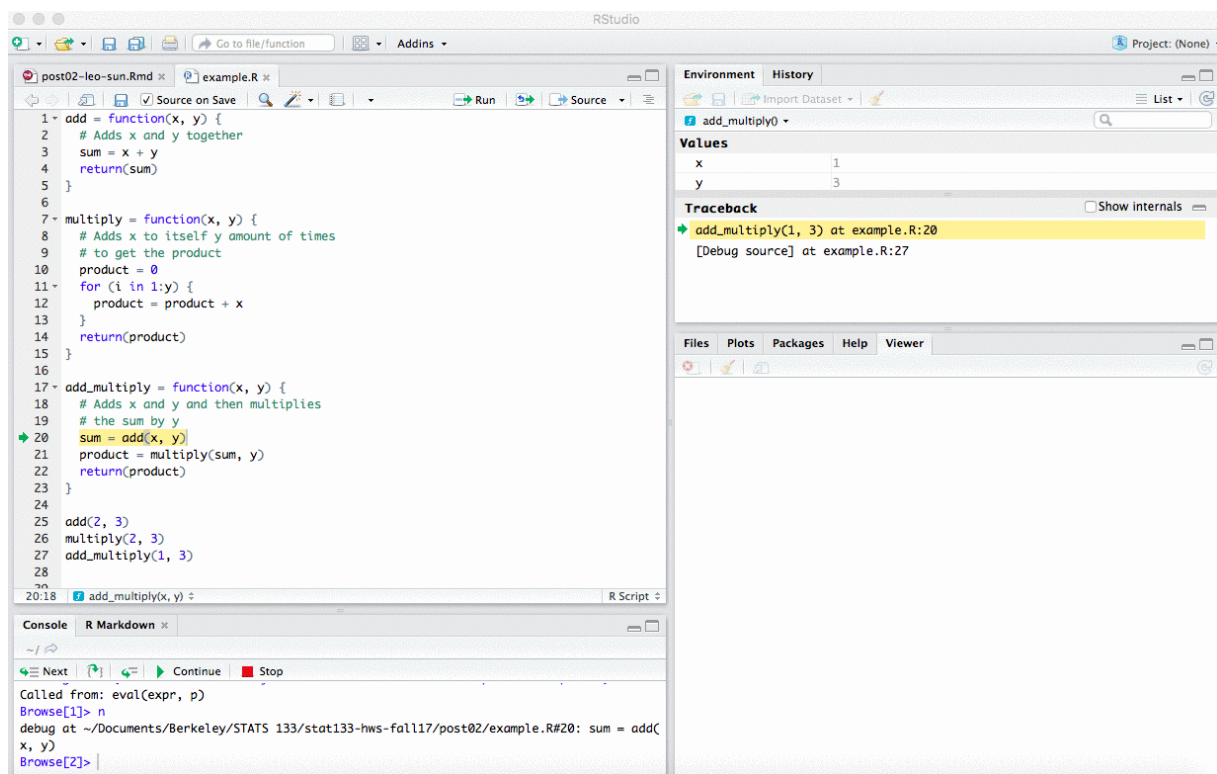 RStudio
Go to file/function
Addins
Project: (None)
post02-leo-sun.Rmd
example.R
Source on Save
Run
Source
1 add = function(x, y) {
2 # Adds x and y together
3 sum = x + y
4 return(sum)
5 }
6
7 multiply = function(x, y) {
8 # Adds x to itself y amount of times
9 # to get the product
10 product = 0
11 for (i in 1:y) {
12 product = product + x
13 }
14 return(product)
15 }
16
17 add_multiply = function(x, y) {
18 # Adds x and y and then multiplies
19 # the sum by y
20 sum = add(x, y)
21 product = multiply(sum, y)
22 return(product)
23 }
24
25 add(2, 3)
26 multiply(2, 3)
27 add_multiply(1, 3)
28
20:18 add_multiply(x, y) R Script
Console R Markdown
~/
Next Continue Stop
Called from: eval(expr, p)
Browse[1]> n
debug at ~/Documents/Berkeley/STATS 133/stat133-hws-fall17/post02/example.R#20: sum = add(
x, y)
Browse[2]>
Environment History
Import Dataset List
add_multiply()
Values
x 1
y 3
Traceback Show internals
add_multiply(1, 3) at example.R:20
[Debug source] at example.R:27
Files Plots Packages Help Viewer